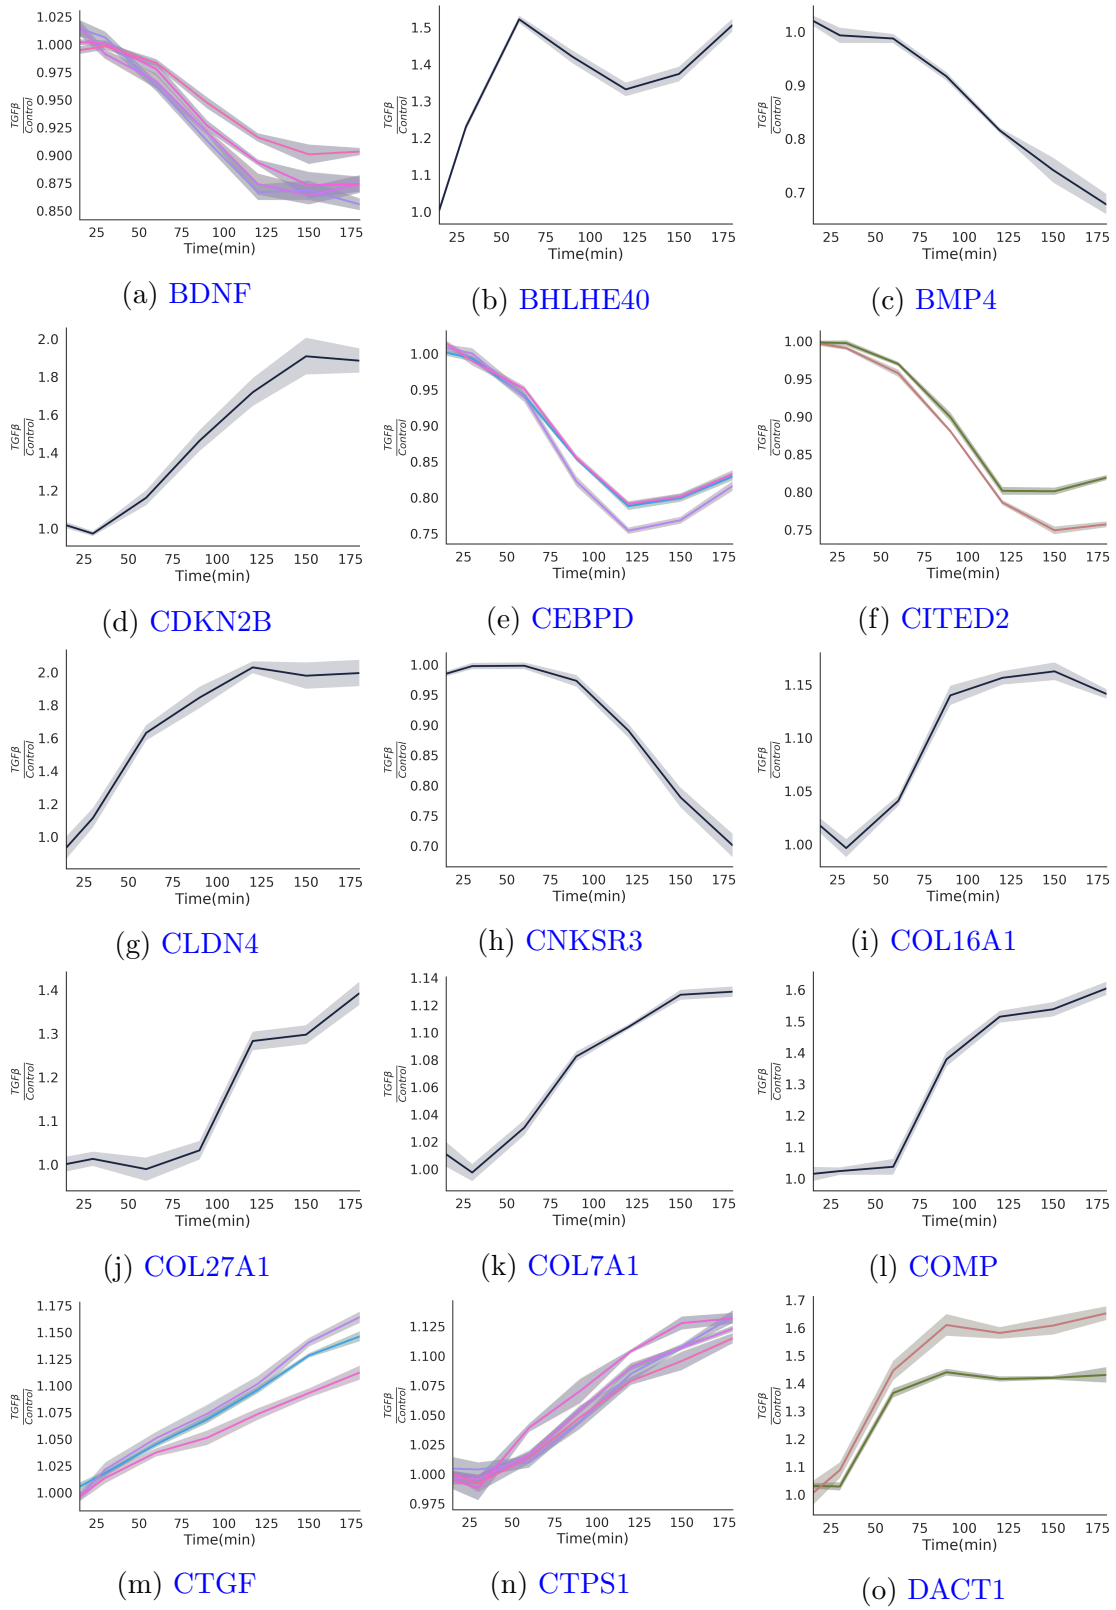 1.025
1.000
0.975
0.950
0.925
0.900
0.875
0.850
TGFβ
Control
25 50 75 100 125 150 175
Time(min)
(a) BDNF
1.5
1.4
1.3
1.2
1.1
1.0
TGFβ
Control
25 50 75 100 125 150 175
Time(min)
(b) BHLHE40
1.0
0.9
0.8
0.7
TGFβ
Control
25 50 75 100 125 150 175
Time(min)
(c) BMP4
2.0
1.8
1.6
1.4
1.2
1.0
TGFβ
Control
25 50 75 100 125 150 175
Time(min)
(d) CDKN2B
1.00
0.95
0.90
0.85
0.80
0.75
TGFβ
Control
25 50 75 100 125 150 175
Time(min)
(e) CEBPD
1.00
0.95
0.90
0.85
0.80
0.75
TGFβ
Control
25 50 75 100 125 150 175
Time(min)
(f) CITED2
2.0
1.8
1.6
1.4
1.2
1.0
TGFβ
Control
25 50 75 100 125 150 175
Time(min)
(g) CLDN4
1.00
0.95
0.90
0.85
0.80
0.75
0.70
TGFβ
Control
25 50 75 100 125 150 175
Time(min)
(h) CNKSR3
1.15
1.10
1.05
1.00
TGFβ
Control
25 50 75 100 125 150 175
Time(min)
(i) COL16A1
1.4
1.3
1.2
1.1
1.0
TGFβ
Control
25 50 75 100 125 150 175
Time(min)
(j) COL27A1
1.14
1.12
1.10
1.08
1.06
1.04
1.02
1.00
TGFβ
Control
25 50 75 100 125 150 175
Time(min)
(k) COL7A1
1.6
1.5
1.4
1.3
1.2
1.1
1.0
TGFβ
Control
25 50 75 100 125 150 175
Time(min)
(l) COMP
1.175
1.150
1.125
1.100
1.075
1.050
1.025
1.000
TGFβ
Control
25 50 75 100 125 150 175
Time(min)
(m) CTGF
1.125
1.100
1.075
1.050
1.025
1.000
0.975
TGFβ
Control
25 50 75 100 125 150 175
Time(min)
(n) CTPS1
1.7
1.6
1.5
1.4
1.3
1.2
1.1
1.0
TGFβ
Control
25 50 75 100 125 150 175
Time(min)
(o) DACT1